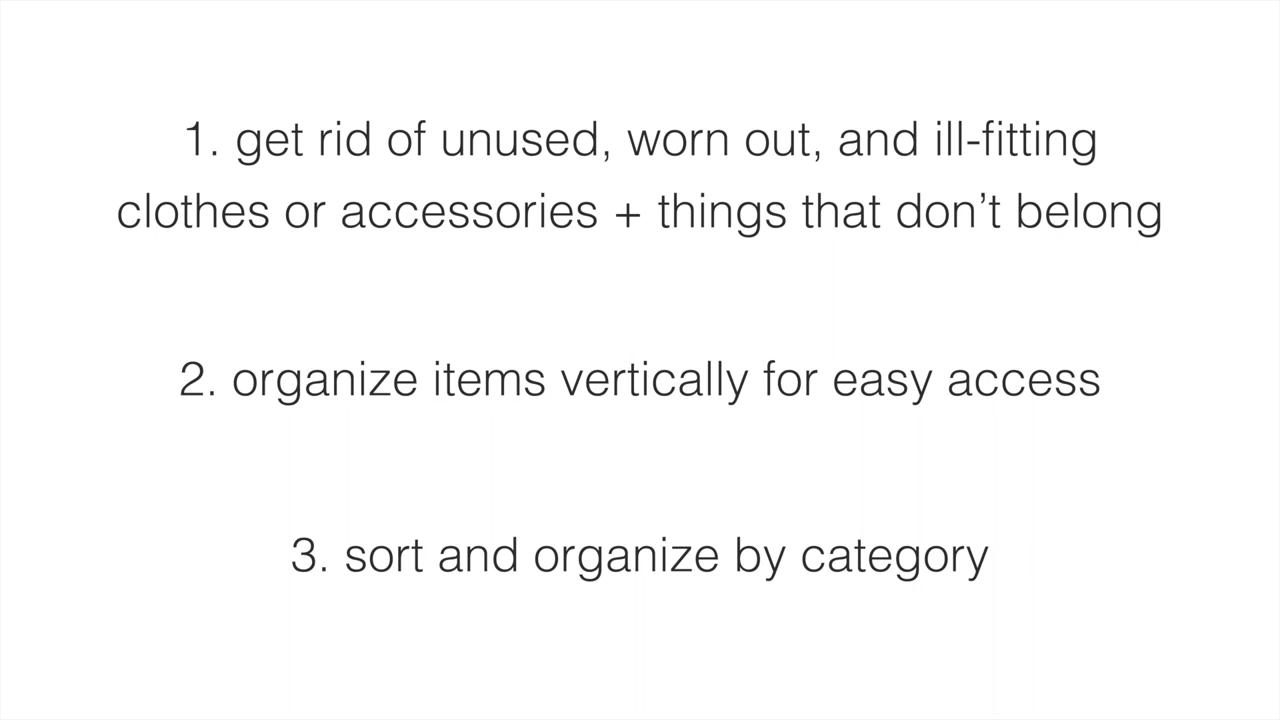 1. get rid of unused, worn out, and ill-fitting
clothes or accessories + things that don’t belong
2. organize items vertically for easy access
3. sort and organize by category